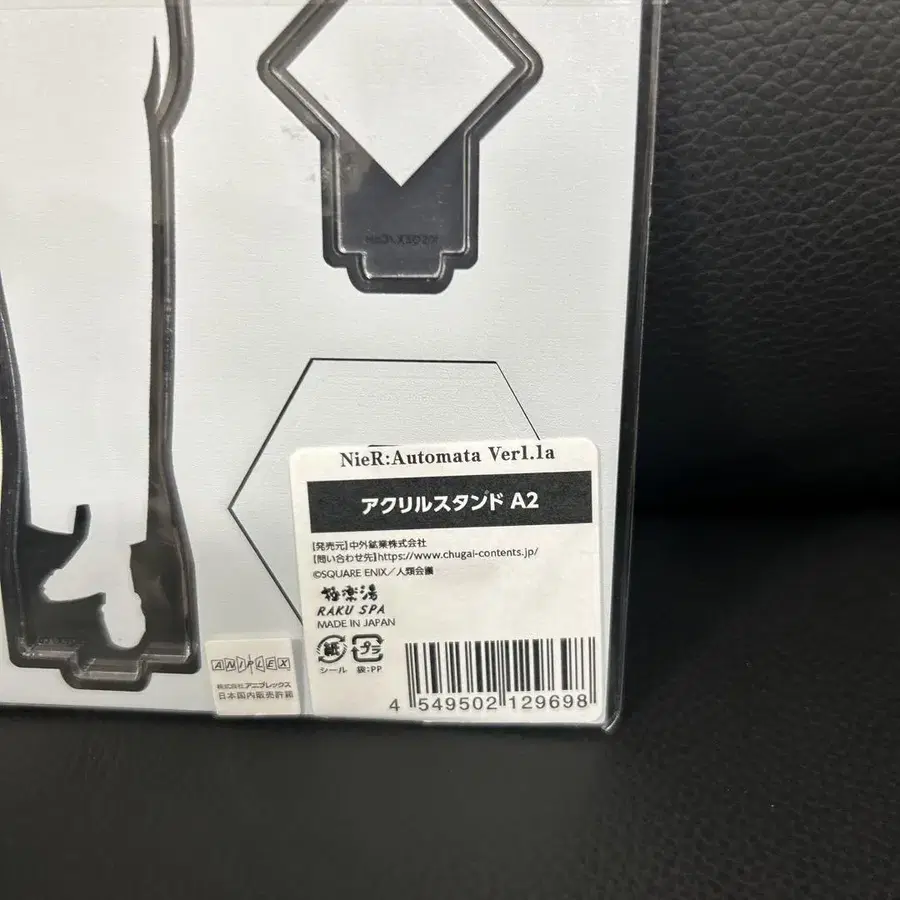 NieR:Automata Ver1.1a
アクリルスタンド A2
[発売元]中外鉱業株式会社
[問い合わせ先]https://www.chugai-contents.jp/
©SQUARE ENIX／人類会議
極楽湯
RAKU SPA
MADE IN JAPAN
紙 プラ
シール 袋:PP
4 549502 129698
ANIPLEX
株式会社アニプレックス
日本国内販売許諾